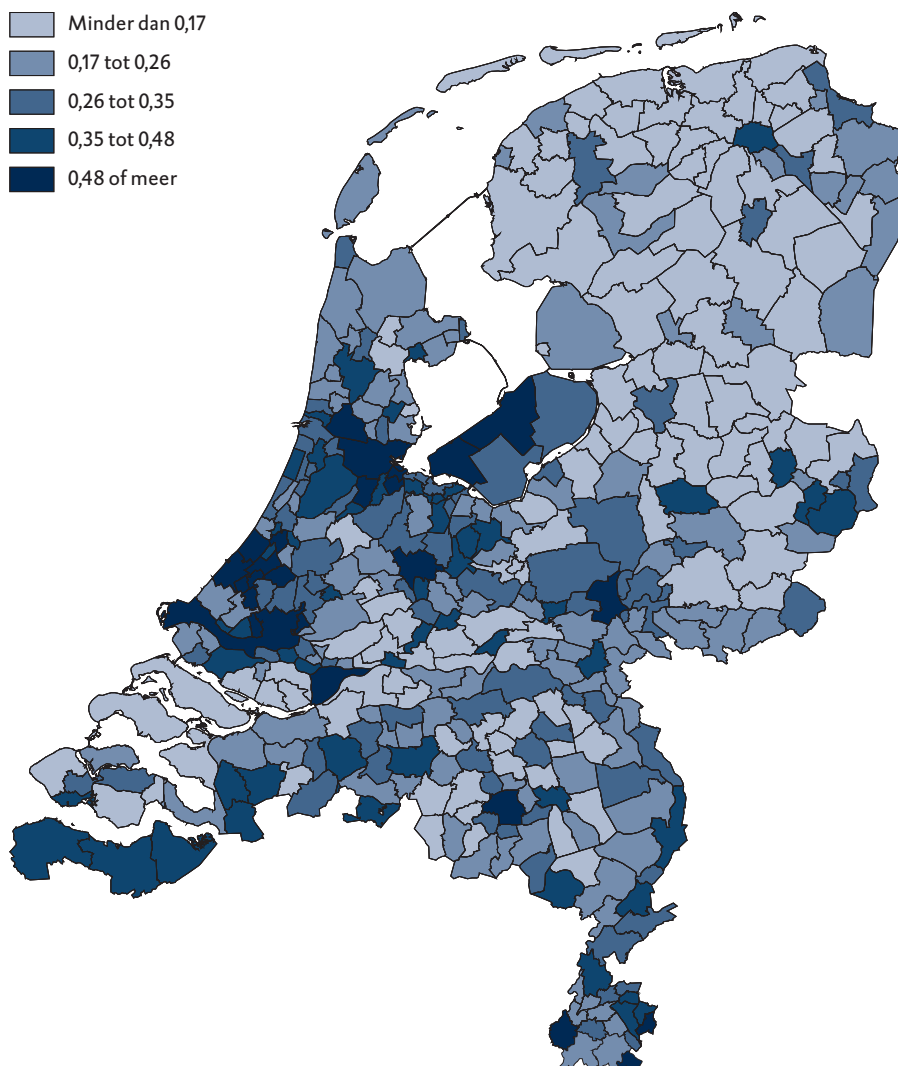 Minder dan 0,17
0,17 tot 0,26
0,26 tot 0,35
0,35 tot 0,48
0,48 of meer